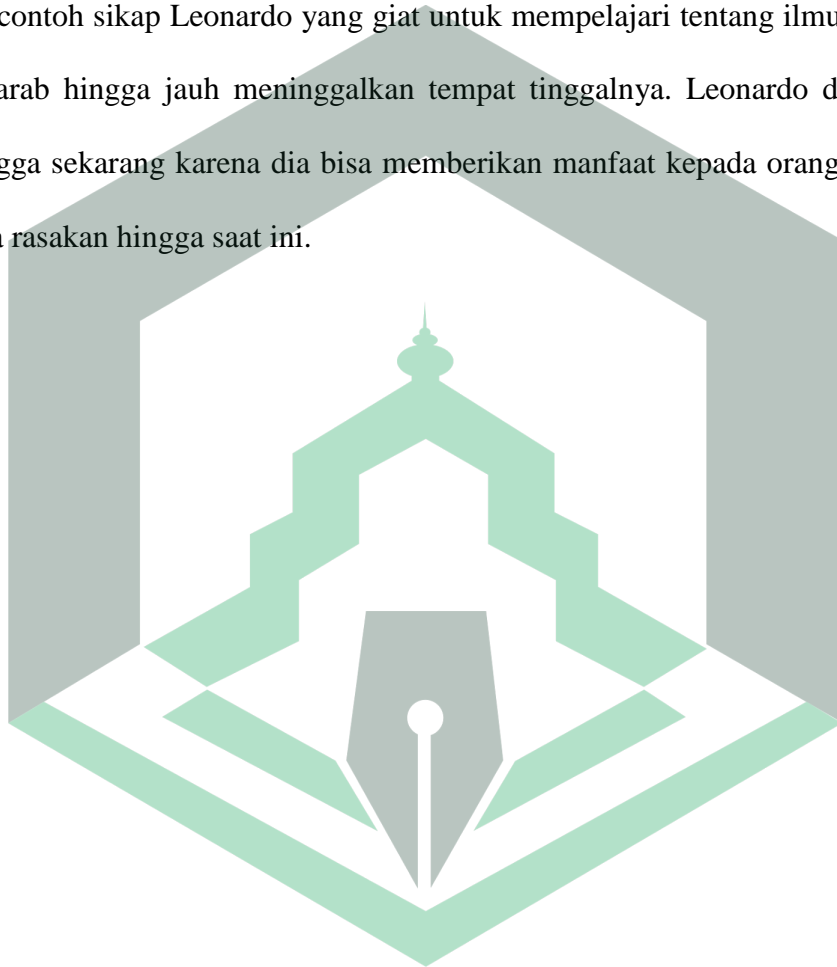 contoh sikap Leonardo yang giat untuk mempelajari tentang ilmu
arab hingga jauh meninggalkan tempat tinggalnya. Leonardo d
gga sekarang karena dia bisa memberikan manfaat kepada orang
rasakan hingga saat ini.